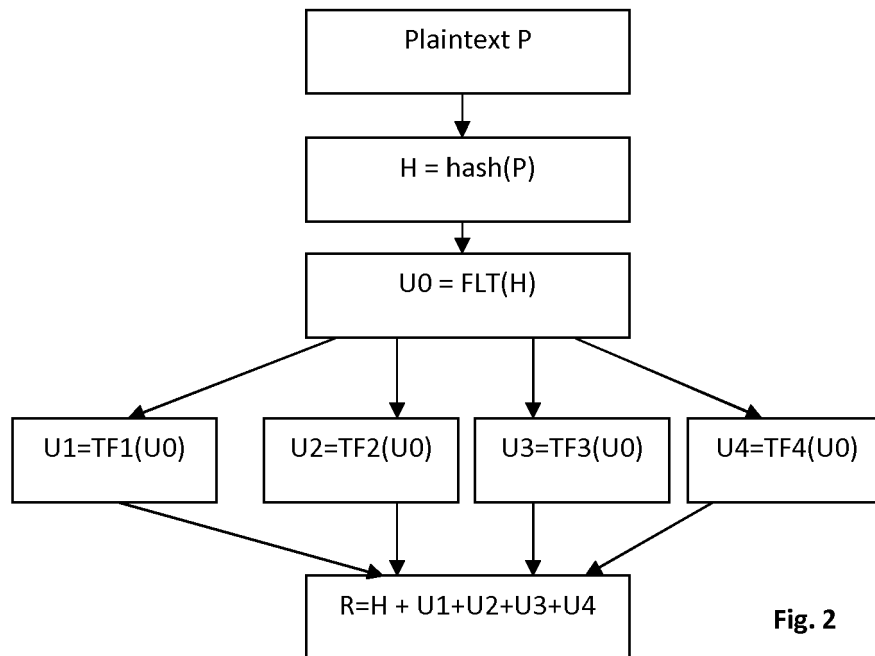 Plaintext P
H = hash(P)
U0 = FLT(H)
U1=TF1(U0)
U2=TF2(U0)
U3=TF3(U0)
U4=TF4(U0)
R=H + U1+U2+U3+U4
Fig. 2